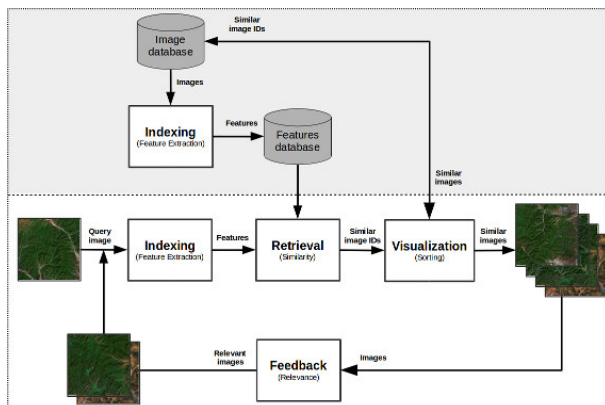 Similar
image IDs
Image
database
Images
Indexing
(Feature Extraction)
Features
Features
database
Similar
images
Query
image
Indexing
(Feature Extraction)
Features
Retrieval
(Similarity)
Similar
image IDs
Visualization
(Sorting)
Similar
images
Relevant
images
Feedback
(Relevance)
Images